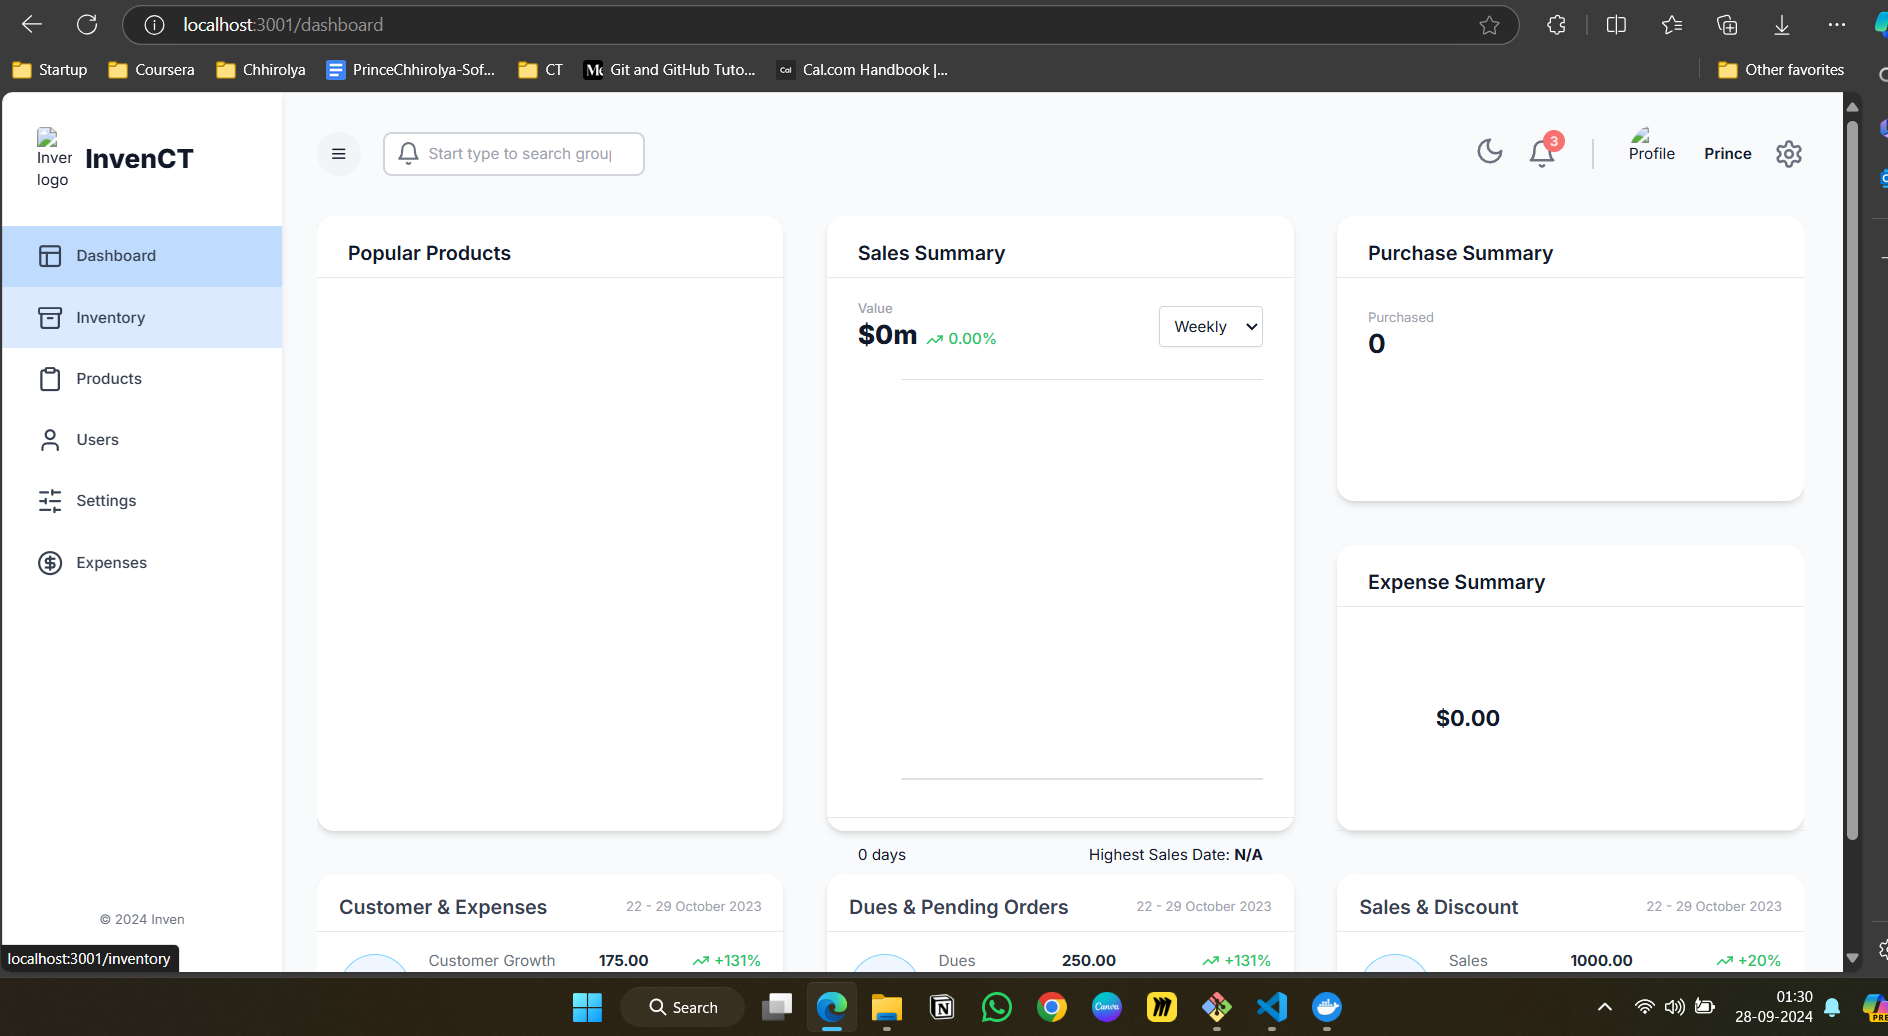 localhost:3001/dashboard
Startup
Coursera
Chhirolya
PrinceChhirolya-Sof...
CT
Git and GitHub Tuto...
Cal
Cal.com Handbook |...
Other favorites
Inven
logo
InvenCT
Start type to search grou
3
Profile
Prince
Dashboard
Inventory
Products
Users
Settings
Expenses
© 2024 Inven
localhost:3001/inventory
Popular Products
Sales Summary
Value
$0m 0.00%
Weekly
0 days
Highest Sales Date: N/A
Purchase Summary
Purchased
0
Expense Summary
$0.00
Customer & Expenses 22 - 29 October 2023
Customer Growth 175.00 +131%
Dues & Pending Orders 22 - 29 October 2023
Dues 250.00 +131%
Sales & Discount 22 - 29 October 2023
Sales 1000.00 +20%
Search
Canva
01:30
28-09-2024
PRE